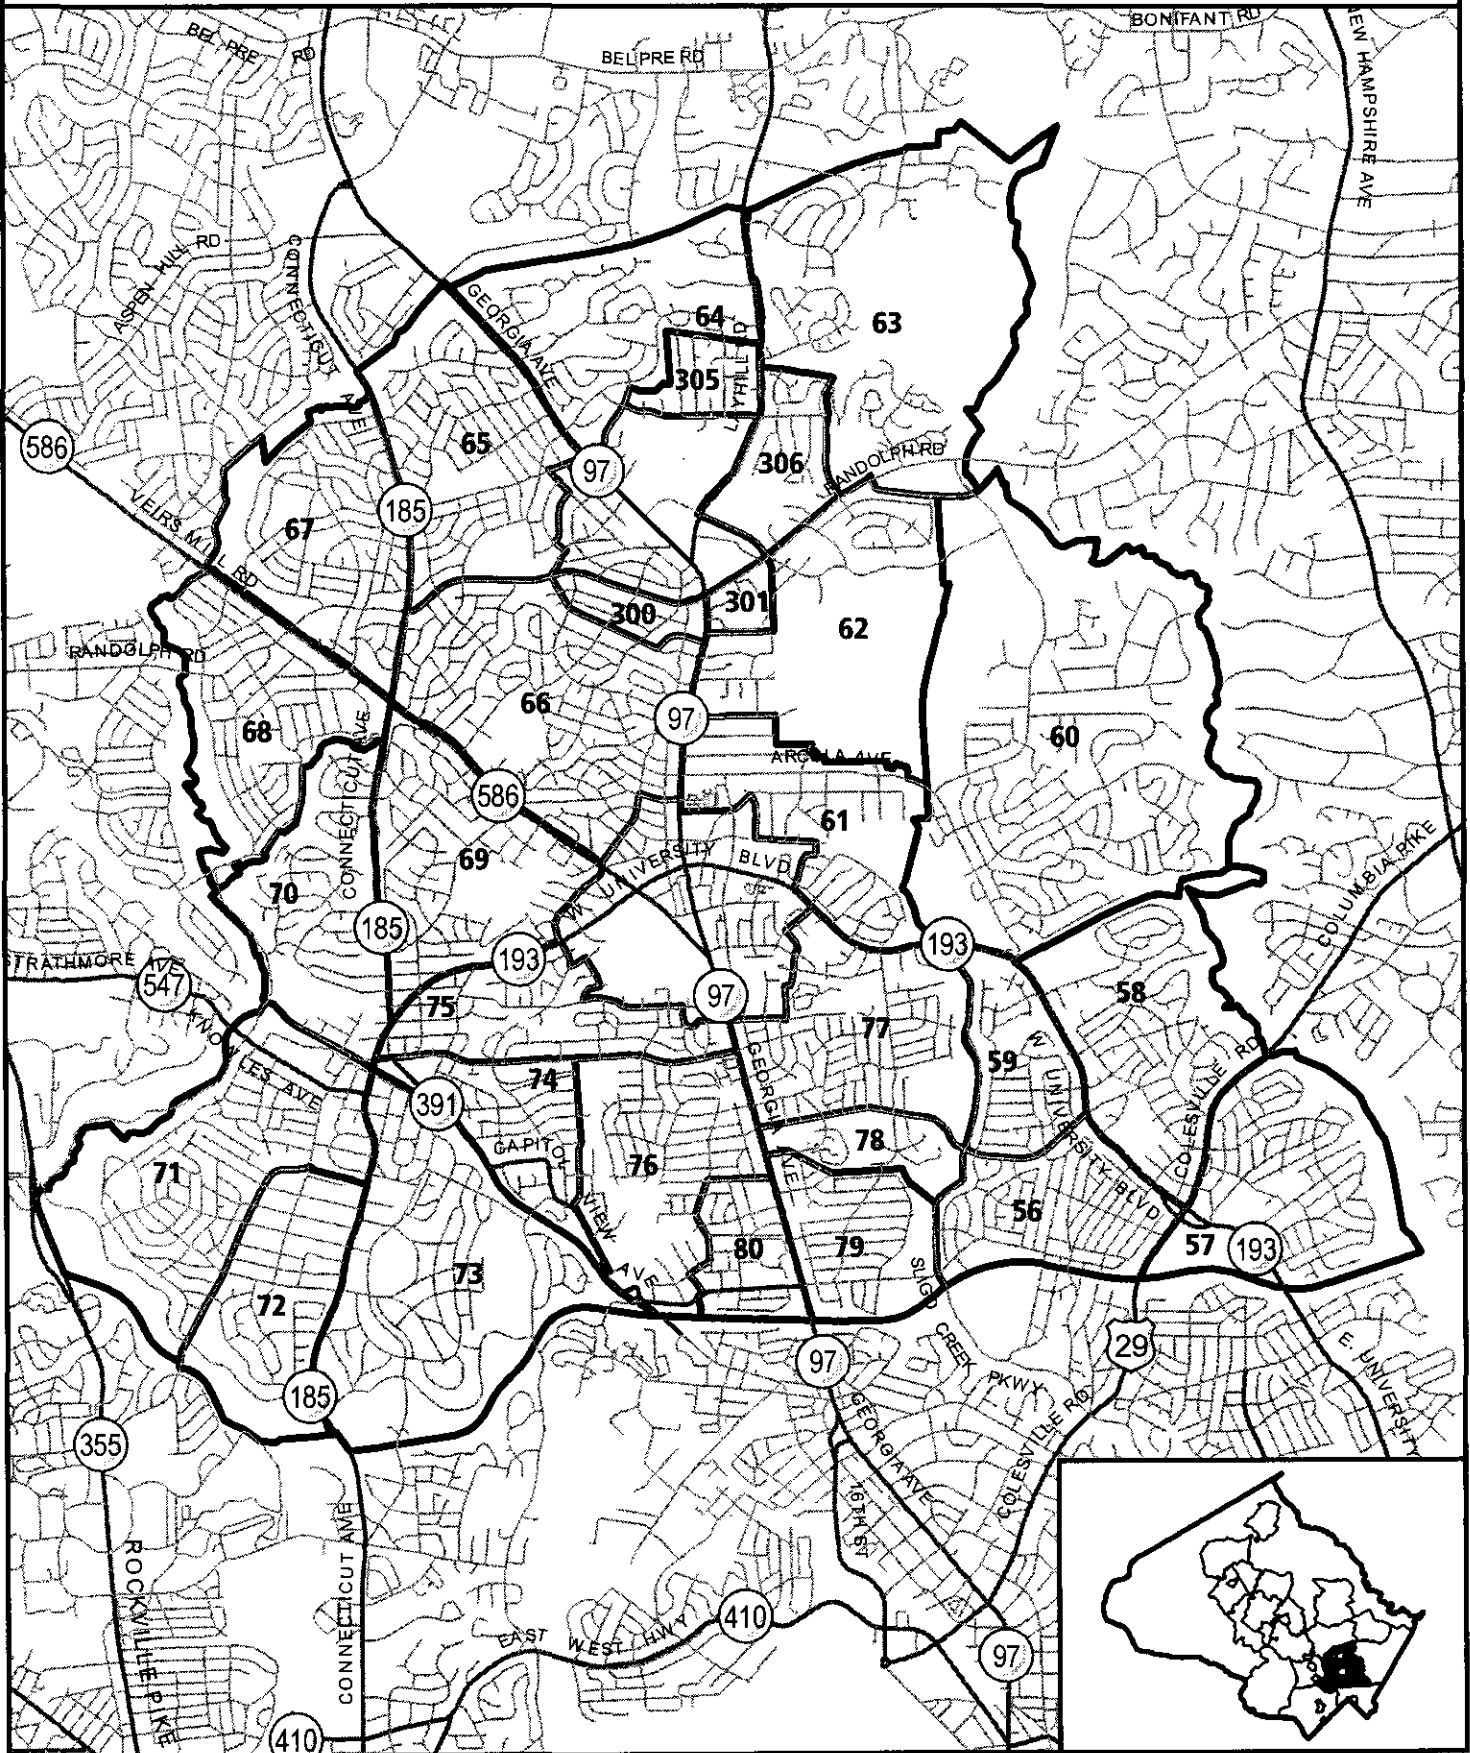 BONIFANT RD
BEL PRE RD
BELPRE RD
NEW HAMPSHIRE AVE
ASPEN HILL RD
CONNECTICUT AVE
GEORGIA AVE
64
63
LAYHILL RD
305
65
586
97
306
RANDOLPH RD
185
VEIRS MILL RD
67
300
301
62
RANDOLPH RD
66
97
68
60
CONNECTICUT AVE
ARCOLA AVE
586
61
COLUMBIA PIKE
69
W UNIVERSITY BLVD
70
185
193
193
STRATHMORE AVE
547
97
58
75
77
KNOWLES AVE
59
W UNIVERSITY BLVD
COLESVILLE RD
74
GEORGIA AVE
391
CAPITOL VIEW AVE
78
76
71
56
80
79
57
193
73
72
SLIGO CREEK PKWY
29
97
E. UNIVERSITY
185
GEORGIA AVE
COLESVILLE RD
355
16TH ST
CONNECTICUT AVE
ROCKVILLE PIKE
EAST WEST HWY
410
97
410